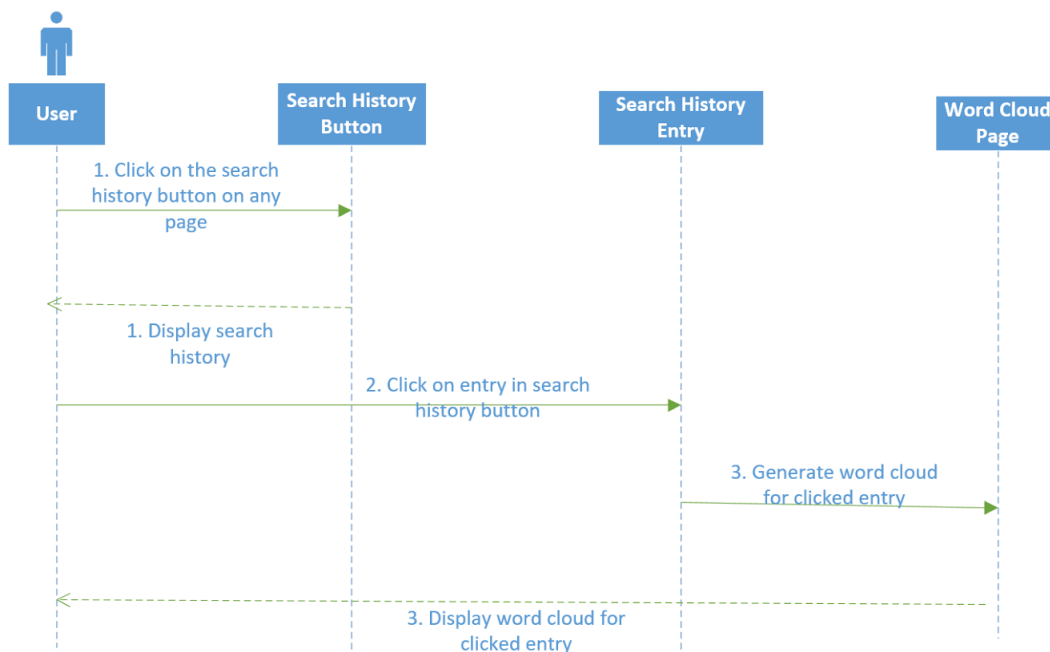 User
Search History
Button
Search History
Entry
Word Cloud
Page
1. Click on the search
history button on any
page
1. Display search
history
2. Click on entry in search
history button
3. Generate word cloud
for clicked entry
3. Display word cloud for
clicked entry